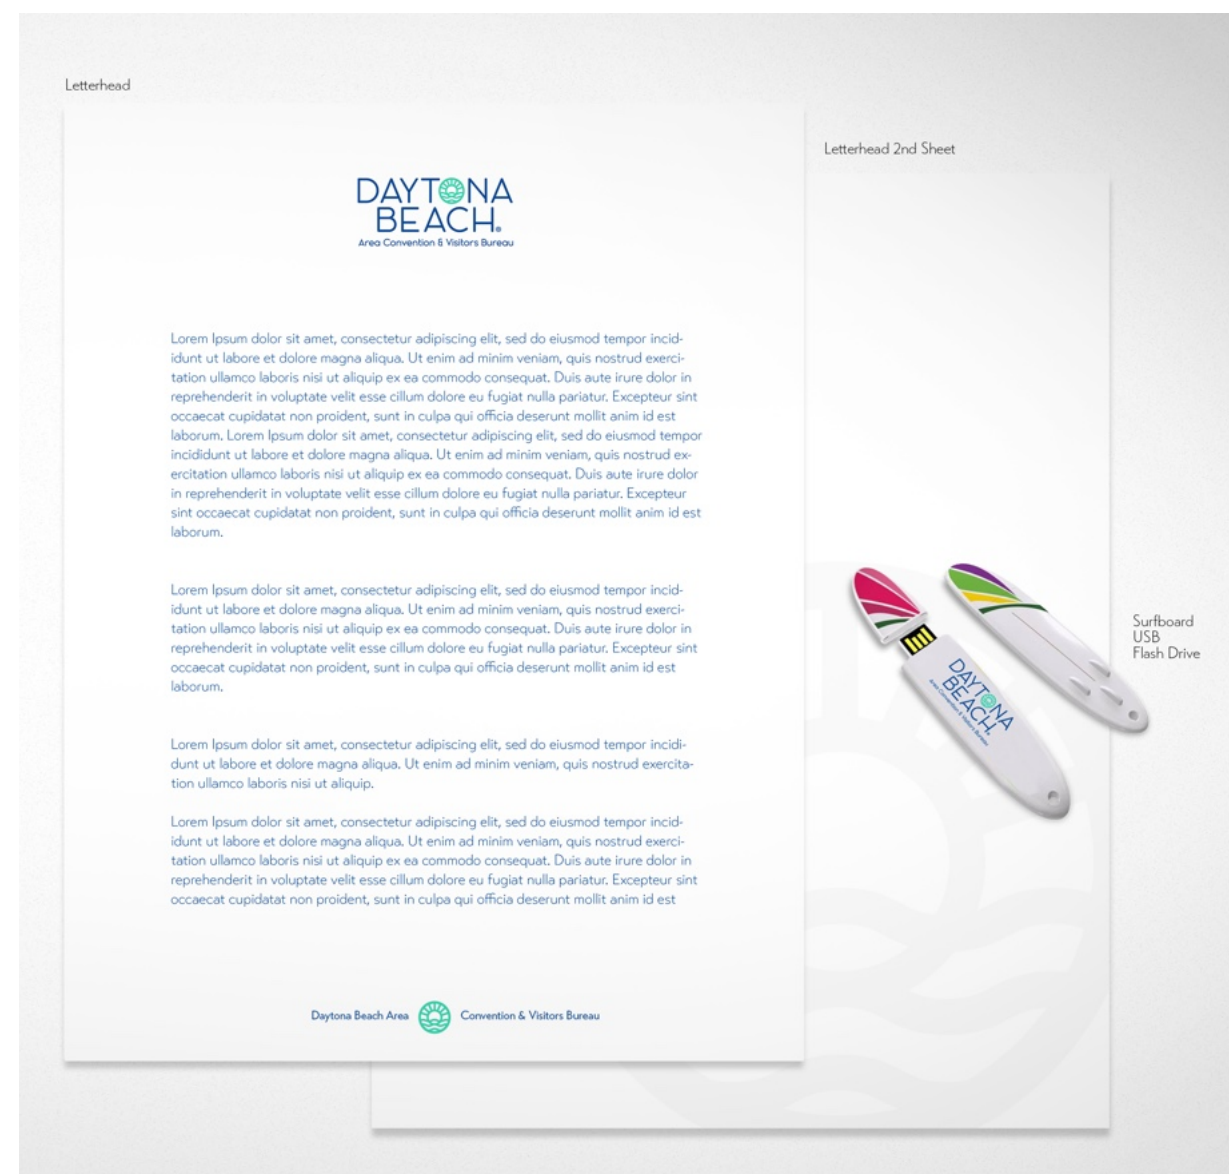 Letterhead
DAYTONA
BEACH®
Area Convention & Visitors Bureau
Lorem Ipsum dolor sit amet, consectetur adipiscing elit, sed do eiusmod tempor incid-
idunt ut labore et dolore magna aliqua. Ut enim ad minim veniam, quis nostrud exerci-
tation ullamco laboris nisi ut aliquip ex ea commodo consequat. Duis aute irure dolor in
reprehenderit in voluptate velit esse cillum dolore eu fugiat nulla pariatur. Excepteur sint
occaecat cupidatat non proident, sunt in culpa qui officia deserunt mollit anim id est
laborum. Lorem Ipsum dolor sit amet, consectetur adipiscing elit, sed do eiusmod tempor
incididunt ut labore et dolore magna aliqua. Ut enim ad minim veniam, quis nostrud ex-
ercitation ullamco laboris nisi ut aliquip ex ea commodo consequat. Duis aute irure dolor
in reprehenderit in voluptate velit esse cillum dolore eu fugiat nulla pariatur. Excepteur
sint occaecat cupidatat non proident, sunt in culpa qui officia deserunt mollit anim id est
laborum.
Lorem Ipsum dolor sit amet, consectetur adipiscing elit, sed do eiusmod tempor incid-
idunt ut labore et dolore magna aliqua. Ut enim ad minim veniam, quis nostrud exerci-
tation ullamco laboris nisi ut aliquip ex ea commodo consequat. Duis aute irure dolor in
reprehenderit in voluptate velit esse cillum dolore eu fugiat nulla pariatur. Excepteur sint
occaecat cupidatat non proident, sunt in culpa qui officia deserunt mollit anim id est
laborum.
Lorem Ipsum dolor sit amet, consectetur adipiscing elit, sed do eiusmod tempor incidi-
dunt ut labore et dolore magna aliqua. Ut enim ad minim veniam, quis nostrud exercita-
tion ullamco laboris nisi ut aliquip.
Lorem Ipsum dolor sit amet, consectetur adipiscing elit, sed do eiusmod tempor incid-
idunt ut labore et dolore magna aliqua. Ut enim ad minim veniam, quis nostrud exerci-
tation ullamco laboris nisi ut aliquip ex ea commodo consequat. Duis aute irure dolor in
reprehenderit in voluptate velit esse cillum dolore eu fugiat nulla pariatur. Excepteur sint
occaecat cupidatat non proident, sunt in culpa qui officia deserunt mollit anim id est
Daytona Beach Area Convention & Visitors Bureau
Letterhead 2nd Sheet
DAYTONA
BEACH®
Area Convention & Visitors Bureau
Surfboard
USB
Flash Drive